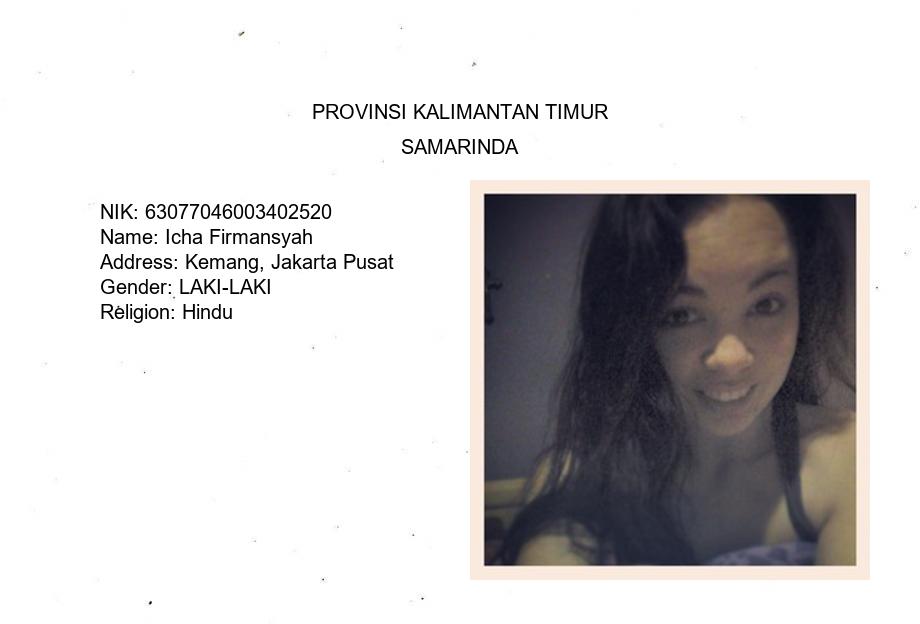 PROVINSI KALIMANTAN TIMUR
SAMARINDA
NIK: 63077046003402520
Name: Icha Firmansyah
Address: Kemang, Jakarta Pusat
Gender: LAKI-LAKI
Religion: Hindu